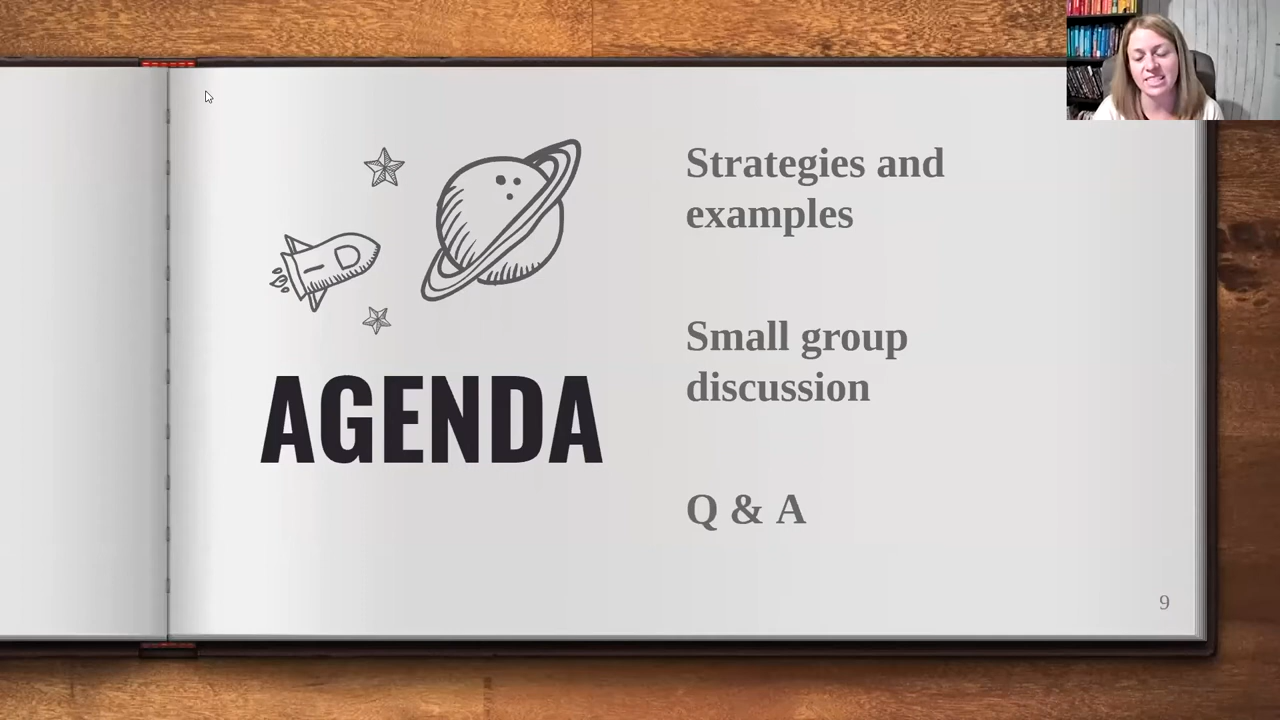 AGENDA
Strategies and
examples
Small group
discussion
Q & A
9